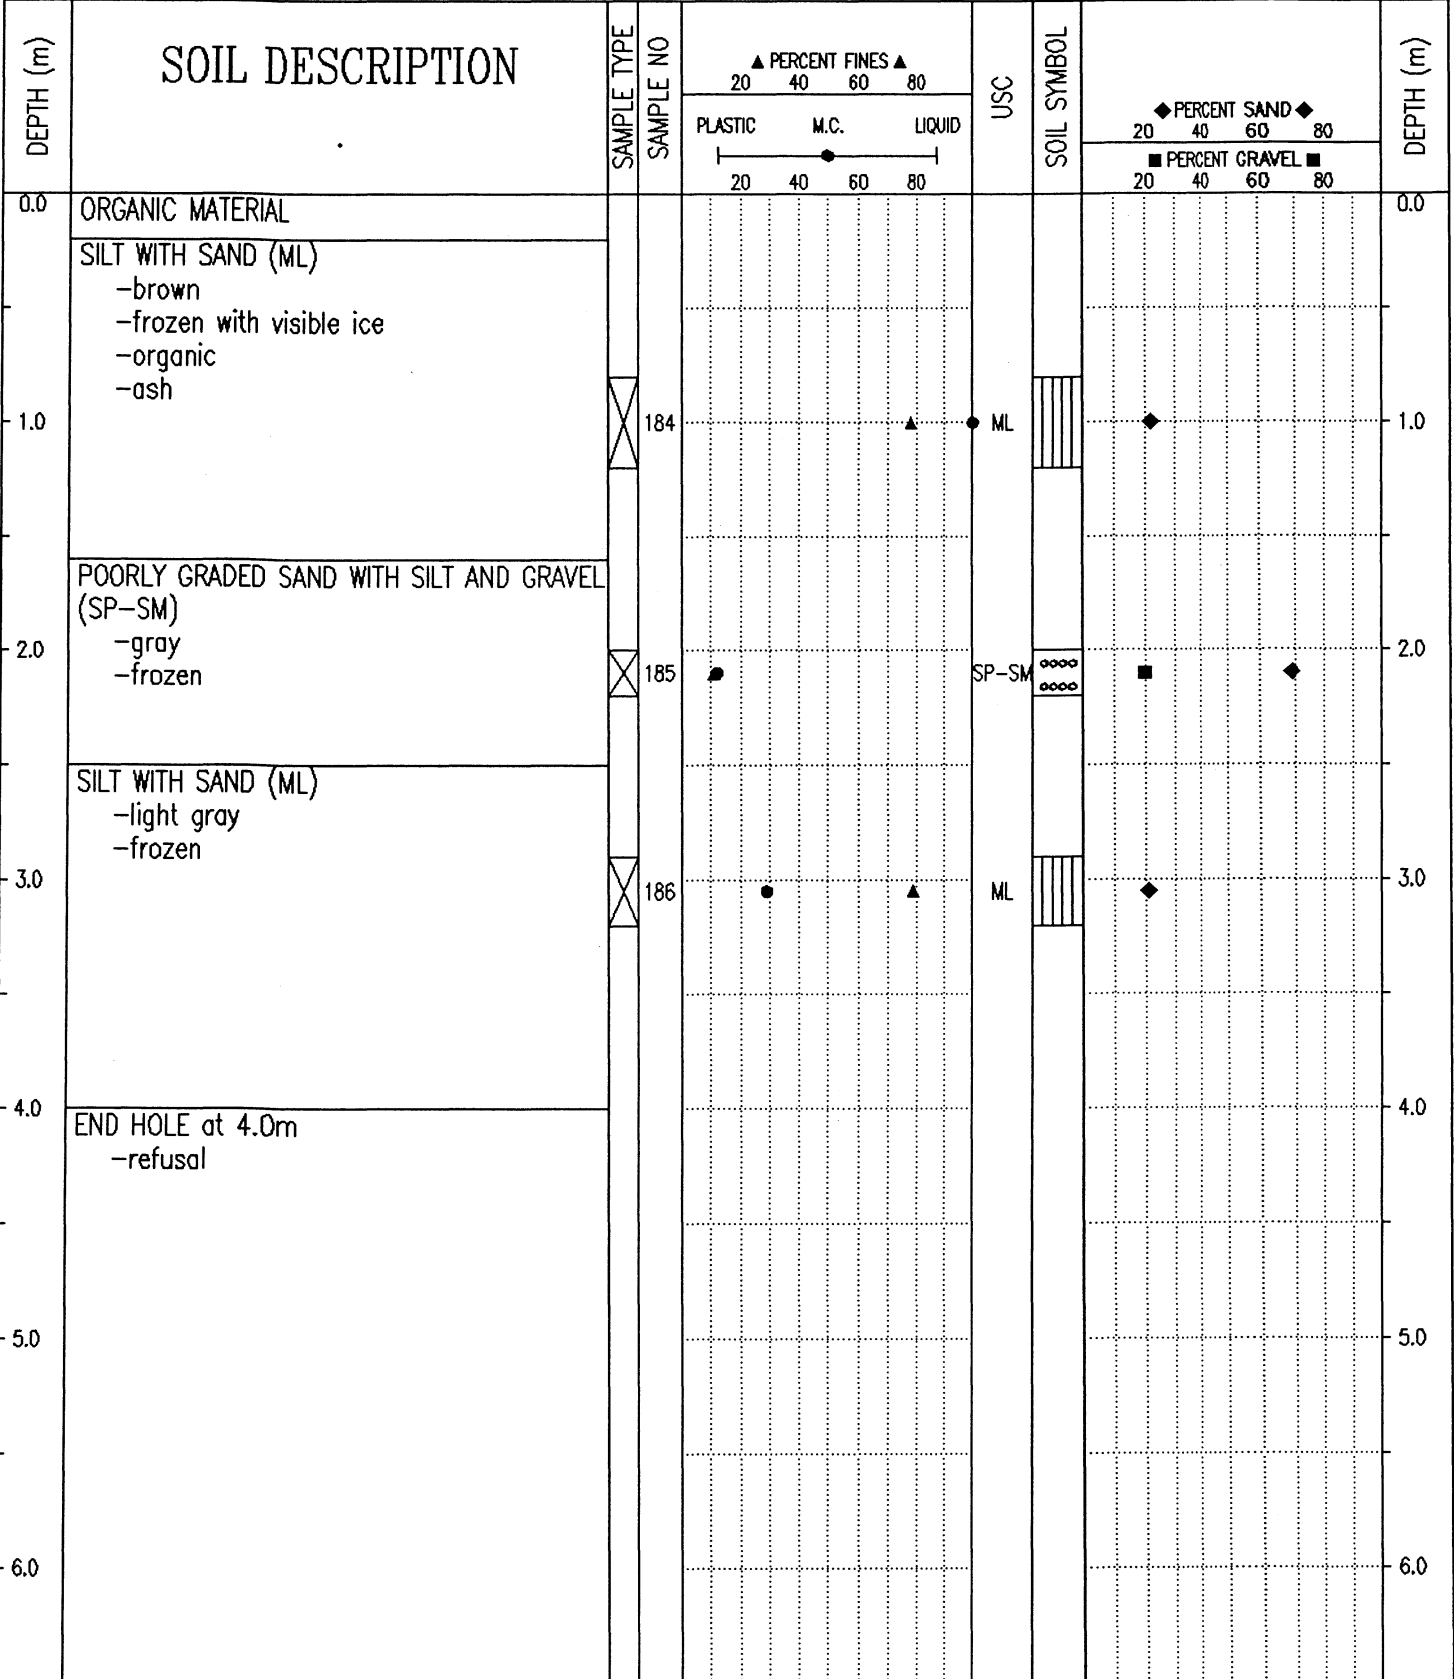 DEPTH (m)
SOIL DESCRIPTION
SAMPLE TYPE
SAMPLE NO
▲ PERCENT FINES ▲
20 40 60 80
PLASTIC M.C. LIQUID
20 40 60 80
USC
SOIL SYMBOL
◆ PERCENT SAND ◆
20 40 60 80
■ PERCENT GRAVEL ■
20 40 60 80
DEPTH (m)
0.0 ORGANIC MATERIAL 0.0
SILT WITH SAND (ML)
-brown
-frozen with visible ice
-organic
-ash
1.0 184 ML 1.0
POORLY GRADED SAND WITH SILT AND GRAVEL
(SP-SM)
-gray
2.0 2.0
-frozen 185 SP-SM
SILT WITH SAND (ML)
-light gray
-frozen
3.0 3.0
186 ML
4.0 4.0
END HOLE at 4.0m
-refusal
5.0 5.0
6.0 6.0